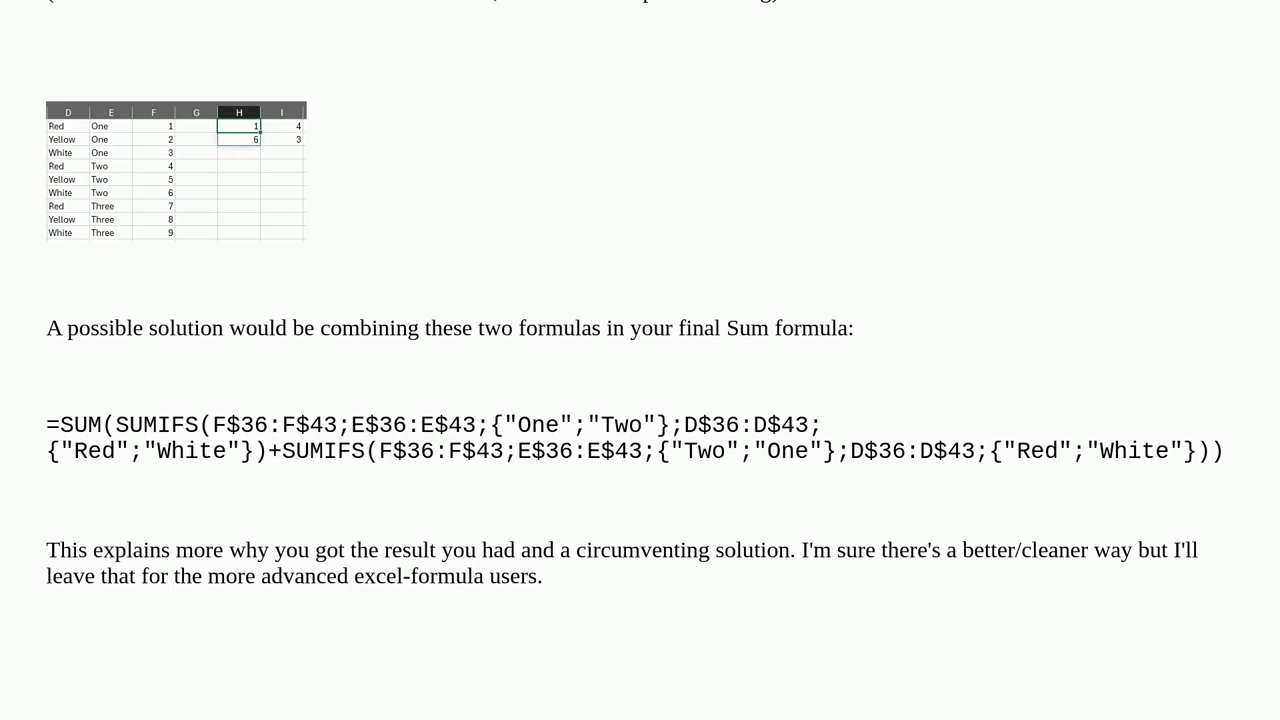 D E F G H I
Red One 1 1 4
Yellow One 2 6 3
White One 3
Red Two 4
Yellow Two 5
White Two 6
Red Three 7
Yellow Three 8
White Three 9
A possible solution would be combining these two formulas in your final Sum formula:
=SUM(SUMIFS(F$36:F$43;E$36:E$43;{"One";"Two"};D$36:D$43;
{"Red";"White"})+SUMIFS(F$36:F$43;E$36:E$43;{"Two";"One"};D$36:D$43;{"Red";"White"}))
This explains more why you got the result you had and a circumventing solution. I'm sure there's a better/cleaner way but I'll
leave that for the more advanced excel-formula users.